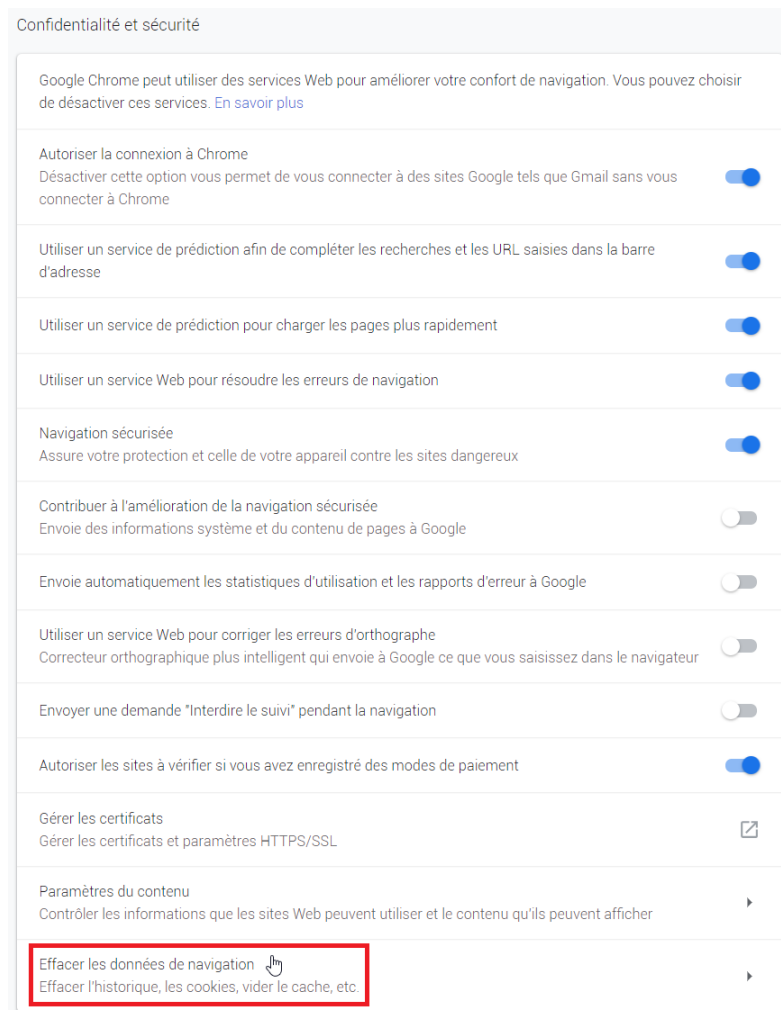 Confidentialité et sécurité
Google Chrome peut utiliser des services Web pour améliorer votre confort de navigation. Vous pouvez choisir
de désactiver ces services. En savoir plus
Autoriser la connexion à Chrome
Désactiver cette option vous permet de vous connecter à des sites Google tels que Gmail sans vous
connecter à Chrome
Utiliser un service de prédiction afin de compléter les recherches et les URL saisies dans la barre
d'adresse
Utiliser un service de prédiction pour charger les pages plus rapidement
Utiliser un service Web pour résoudre les erreurs de navigation
Navigation sécurisée
Assure votre protection et celle de votre appareil contre les sites dangereux
Contribuer à l'amélioration de la navigation sécurisée
Envoie des informations système et du contenu de pages à Google
Envoie automatiquement les statistiques d'utilisation et les rapports d'erreur à Google
Utiliser un service Web pour corriger les erreurs d'orthographe
Correcteur orthographique plus intelligent qui envoie à Google ce que vous saisissez dans le navigateur
Envoyer une demande "Interdire le suivi" pendant la navigation
Autoriser les sites à vérifier si vous avez enregistré des modes de paiement
Gérer les certificats
Gérer les certificats et paramètres HTTPS/SSL
Paramètres du contenu
Contrôler les informations que les sites Web peuvent utiliser et le contenu qu'ils peuvent afficher
Effacer les données de navigation
Effacer l'historique, les cookies, vider le cache, etc.